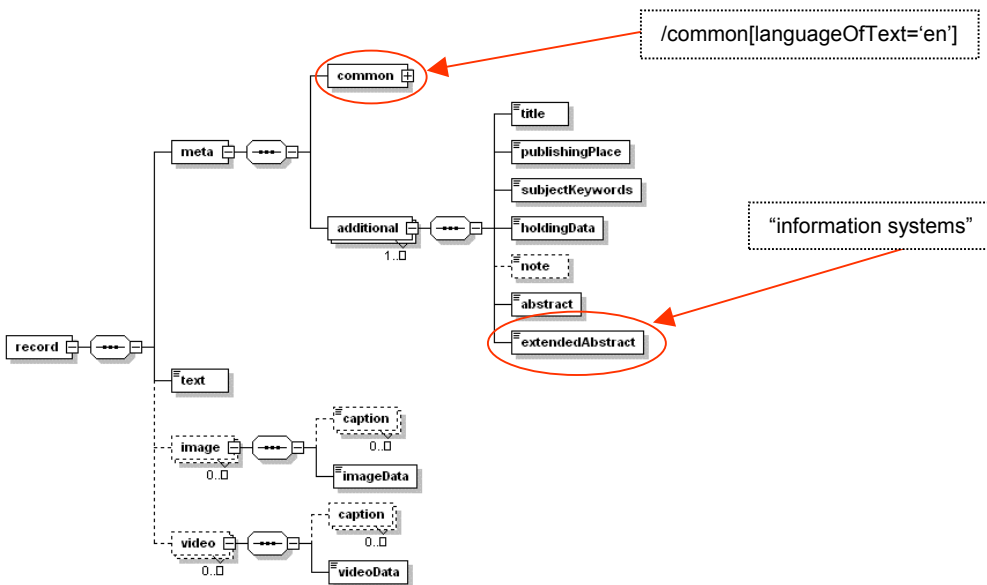 /common[languageOfText=‘en’]
common
title
meta
publishingPlace
subjectKeywords
additional
holdingData
“information systems”
1..
note
abstract
record
extendedAbstract
text
caption
image
0..
0..
imageData
caption
video
0..
0..
videoData